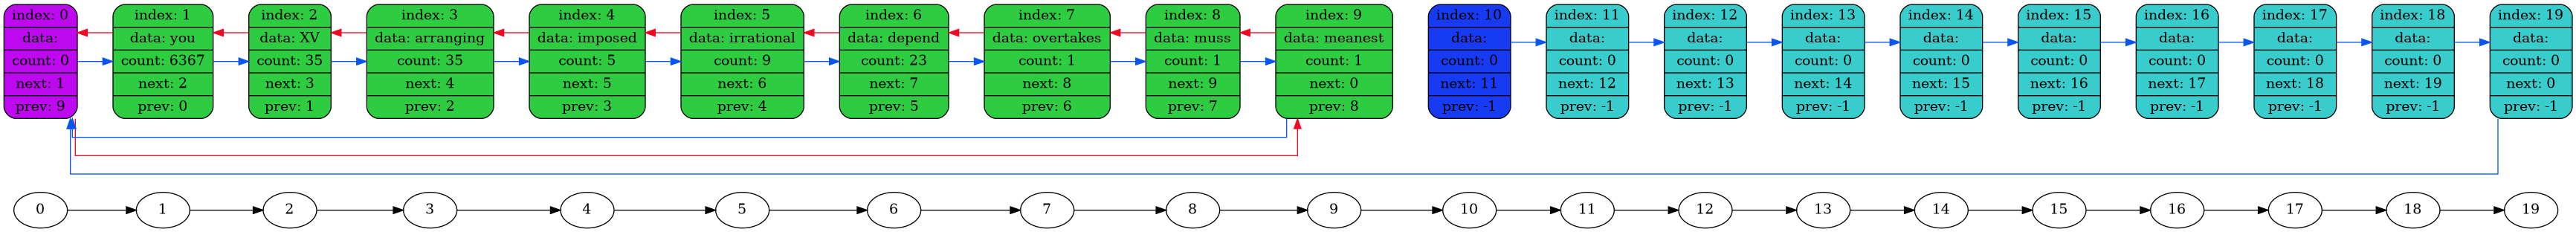 index: 0
data:
count: 0
next: 1
prev: 9
index: 1
data: you
count: 6367
next: 2
prev: 0
index: 2
data: XV
count: 35
next: 3
prev: 1
index: 3
data: arranging
count: 35
next: 4
prev: 2
index: 4
data: imposed
count: 5
next: 5
prev: 3
index: 5
data: irrational
count: 9
next: 6
prev: 4
index: 6
data: depend
count: 23
next: 7
prev: 5
index: 7
data: overtakes
count: 1
next: 8
prev: 6
index: 8
data: muss
count: 1
next: 9
prev: 7
index: 9
data: meanest
count: 1
next: 0
prev: 8
index: 10
data:
count: 0
next: 11
prev: -1
index: 11
data:
count: 0
next: 12
prev: -1
index: 12
data:
count: 0
next: 13
prev: -1
index: 13
data:
count: 0
next: 14
prev: -1
index: 14
data:
count: 0
next: 15
prev: -1
index: 15
data:
count: 0
next: 16
prev: -1
index: 16
data:
count: 0
next: 17
prev: -1
index: 17
data:
count: 0
next: 18
prev: -1
index: 18
data:
count: 0
next: 19
prev: -1
index: 19
data:
count: 0
next: 0
prev: -1
0 1 2 3 4 5 6 7 8 9 10 11 12 13 14 15 16 17 18 19